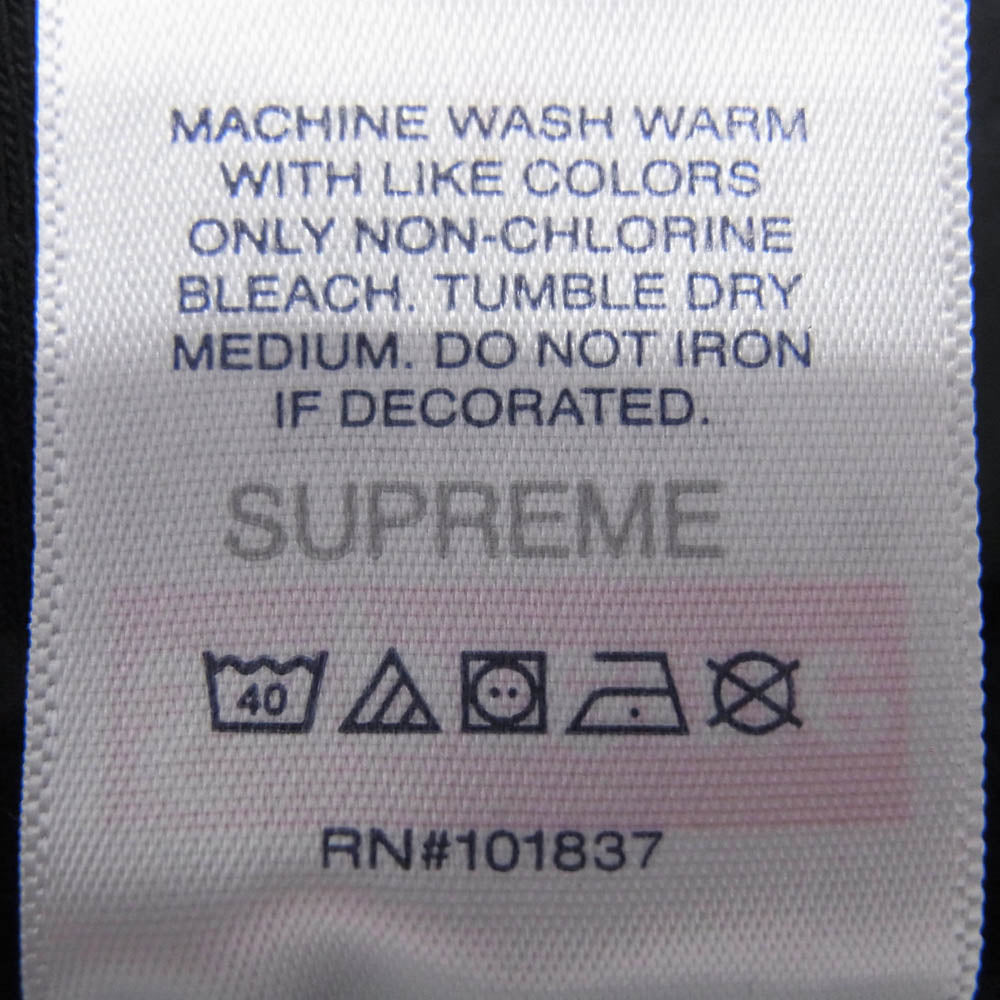 MACHINE WASH WARM
WITH LIKE COLORS
ONLY NON-CHLORINE
BLEACH. TUMBLE DRY
MEDIUM. DO NOT IRON
IF DECORATED.
SUPREME
40
RN#101837